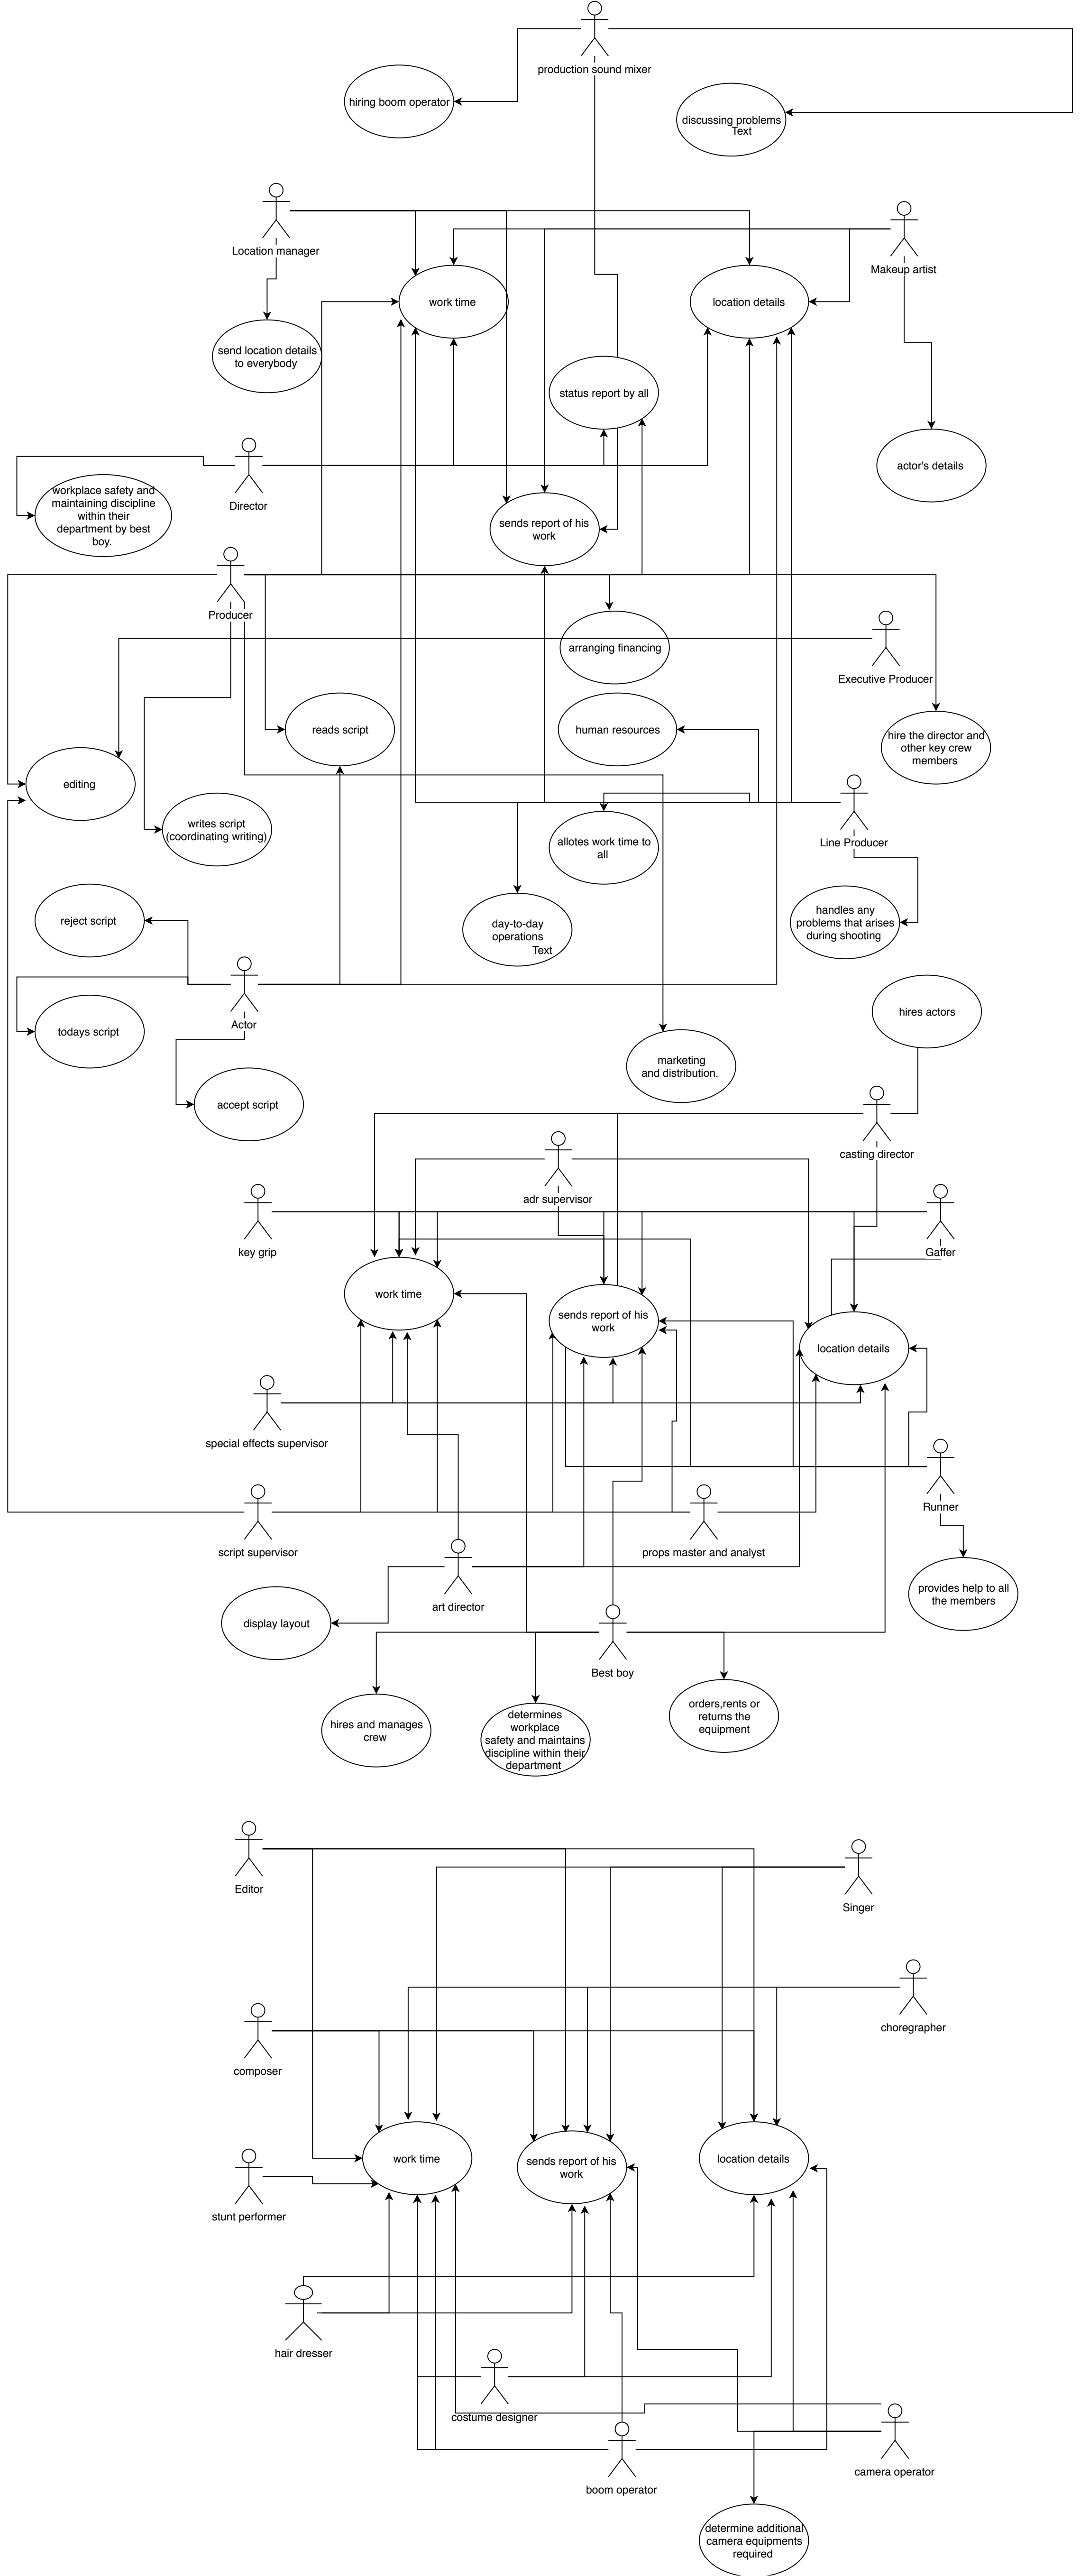 production sound mixer
hiring boom operator
discussing problems
Text
Location manager
Makeup artist
work time
location details
send location details
to everybody
status report by all
actor's details
Director
workplace safety and
maintaining discipline
within their
department by best
boy.
sends report of his
work
Producer
arranging financing
Executive Producer
reads script
human resources
hire the director and
other key crew
members
editing
writes script
(coordinating writing)
allotes work time to
all
Line Producer
reject script
day-to-day
operations
Text
handles any
problems that arises
during shooting
hires actors
todays script
Actor
marketing
and distribution.
accept script
casting director
adr supervisor
key grip
Gaffer
work time
sends report of his
work
location details
special effects supervisor
Runner
script supervisor
props master and analyst
art director
provides help to all
the members
display layout
Best boy
hires and manages
crew
determines
workplace
safety and maintains
discipline within their
department
orders,rents or
returns the
equipment
Editor
Singer
choregrapher
composer
work time
sends report of his
work
location details
stunt performer
hair dresser
costume designer
boom operator
camera operator
determine additional
camera equipments
required